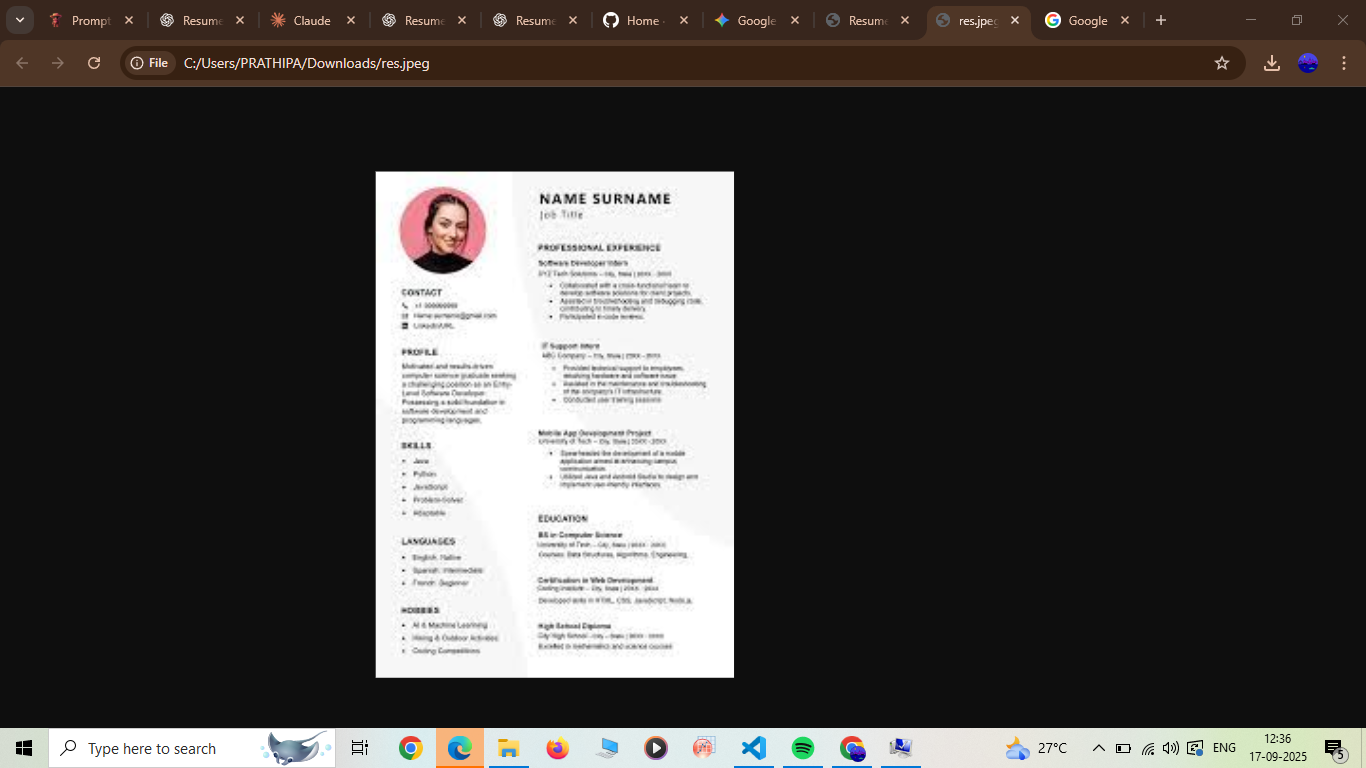 Prompt
Resume
Claude
Resume
Resume
Home -
Google
Resume
res.jpeg
Google
File
C:/Users/PRATHIPA/Downloads/res.jpeg
NAME SURNAME
Job Title
CONTACT
PROFILE
Motivated and results-driven
computer science graduate seeking
a challenging position as an Entry-
Level Software Developer.
Possessing a solid foundation in
software development and
programming languages.
SKILLS
• Java
• Python
• JavaScript
• Problem-Solver
• Adaptable
LANGUAGES
• English: Native
• Spanish: Intermediate
• French: Beginner
HOBBIES
• AI & Machine Learning
• Hiking & Outdoor Activities
• Coding Competitions
PROFESSIONAL EXPERIENCE
Software Developer Intern
XYZ Tech Solutions – City, State | 20XX - 20XX
• Collaborated with a cross-functional team to
develop software solutions for client projects.
• Assisted in troubleshooting and debugging code,
contributing to timely delivery.
• Participated in code reviews.
IT Support Intern
ABC Company – City, State | 20XX - 20XX
• Provided technical support to employees,
resolving hardware and software issue
• Assisted in the maintenance and troubleshooting
of the company's IT infrastructure.
• Conducted user training sessions
Mobile App Development Project
University of Tech – City, State | 20XX - 20XX
• Spearheaded the development of a mobile
application aimed at enhancing campus
communication.
• Utilized Java and Android Studio to design and
implement user-friendly interfaces.
EDUCATION
BS in Computer Science
University of Tech – City, State | 20XX - 20XX
Courses: Data Structures, Algorithms, Engineering.
Certification in Web Development
Coding Institute – City, State | 20XX - 20XX
Developed skills in HTML, CSS, JavaScript, Node.js.
High School Diploma
City High School - City – State | 20XX - 20XX
Excelled in mathematics and science courses
Type here to search
27°C
ENG
12:36
17-09-2025
5